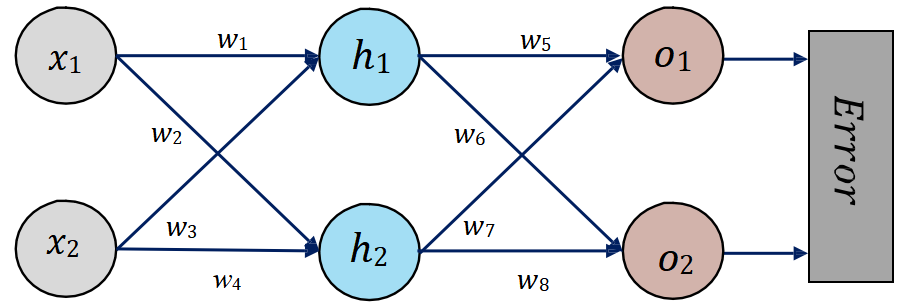 x₁
w₁
h₁
w₅
o₁
w₂
w₆
Error
w₃
w₇
x₂
h₂
o₂
w₄
w₈